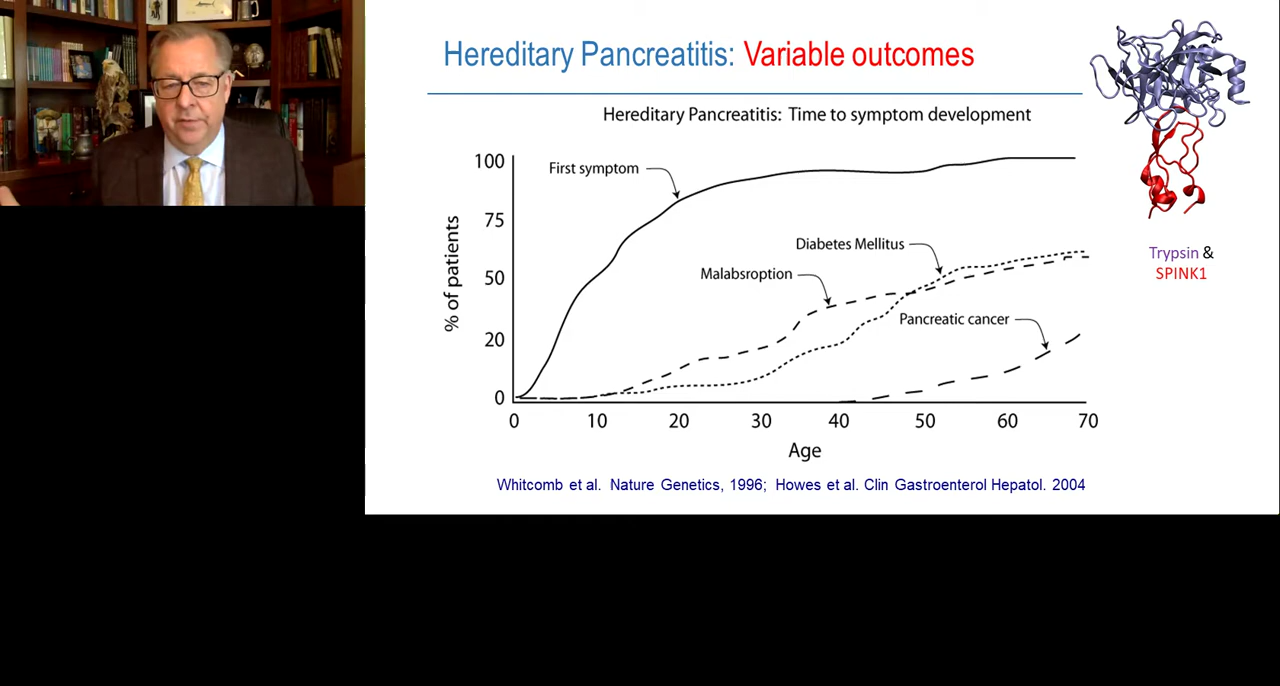 Hereditary Pancreatitis: Variable outcomes
Hereditary Pancreatitis: Time to symptom development
100
75
50
20
0
% of patients
First symptom
Diabetes Mellitus
Malabsroption
Pancreatic cancer
0 10 20 30 40 50 60 70
Age
Trypsin &
SPINK1
Whitcomb et al. Nature Genetics, 1996; Howes et al. Clin Gastroenterol Hepatol. 2004